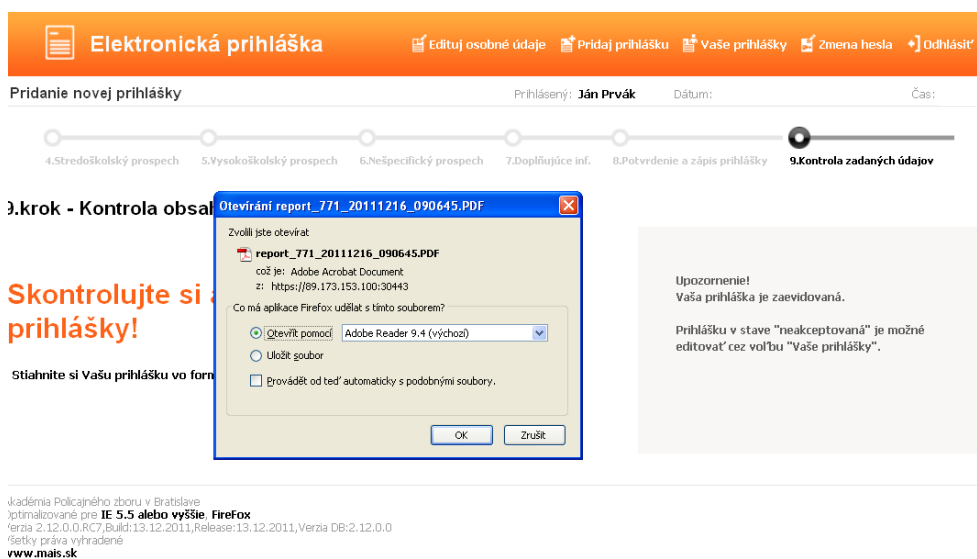 Elektronická prihláška
Edituj osobné údaje Pridaj prihlášku Vaše prihlášky Zmena hesla Odhlásiť
Pridanie novej prihlášky
Prihlásený: Ján Prvák Dátum: Čas:
4.Stredoškolský prospech 5.Vysokoškolský prospech 6.Nešpecifický prospech 7.Doplňujúce inf. 8.Potvrdenie a zápis prihlášky 9.Kontrola zadaných údajov
9.krok - Kontrola obsah
Otevírání report_771_20111216_090645.PDF
Zvolili jste otevírat
report_771_20111216_090645.PDF
což je: Adobe Acrobat Document
z: https://89.173.153.100:30443
Co má aplikace Firefox udělat s tímto souborem?
Otevřít pomocí Adobe Reader 9.4 (výchozí)
Uložit soubor
Provádět od teď automaticky s podobnými soubory.
OK Zrušit
Skontrolujte si
prihlášky!
Stiahnite si Vašu prihlášku vo form
Upozornenie!
Vaša prihláška je zaevidovaná.
Prihlášku v stave "neakceptovaná" je možné
editovať cez voľbu "Vaše prihlášky".
Akadémia Policajného zboru v Bratislave
Optimalizované pre IE 5.5 alebo vyššie, FireFox
Verzia 2.12.0.0.RC7,Build:13.12.2011,Release:13.12.2011,Verzia DB:2.12.0.0
Všetky práva vyhradené
www.mais.sk